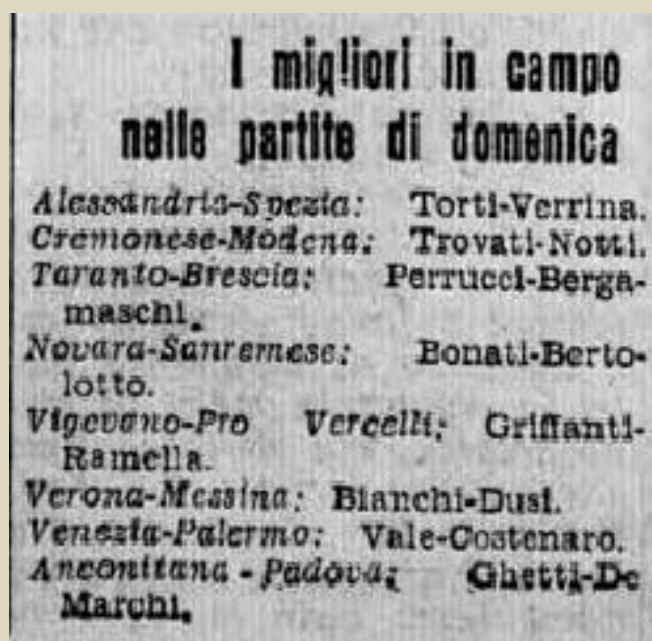 I migliori in campo
nelle partite di domenica
Alessandria-Spezia: Torti-Verrina.
Cremonese-Modena: Trovati-Notti.
Taranto-Brescia: Perrucci-Berga-
maschi.
Novara-Sanremese: Bonati-Berto-
lotto.
Vigevano-Pro Vercelli: Griffanti-
Ramella.
Verona-Messina: Bianchi-Dusi.
Venezia-Palermo: Vale-Costenaro.
Anconitana-Padova: Ghetti-De
Marchi.